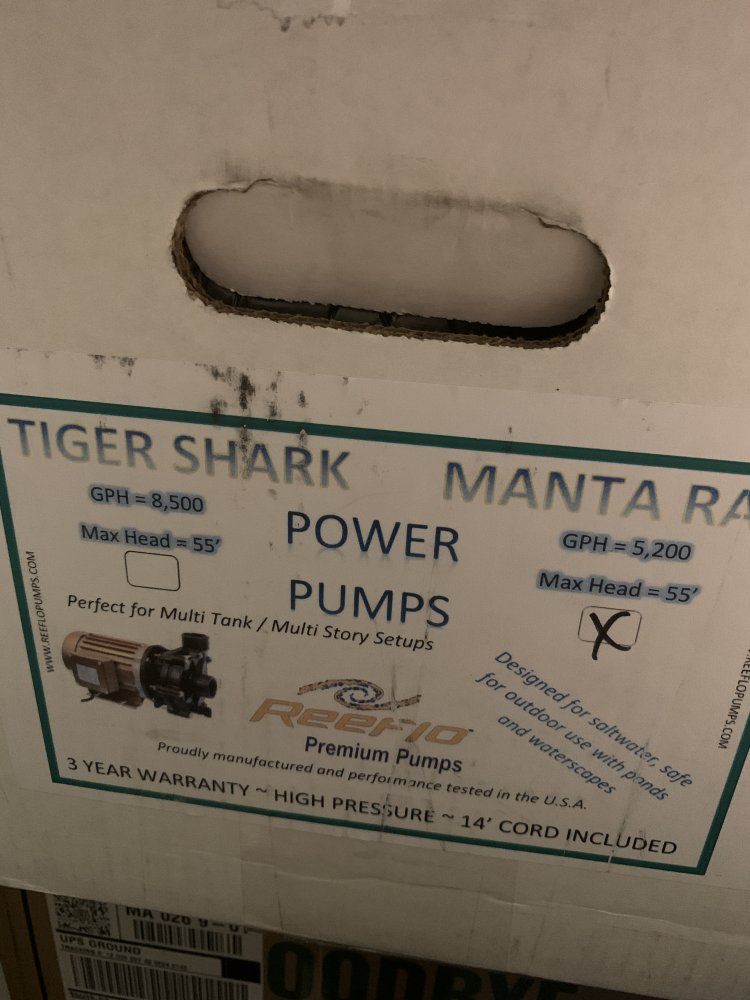 TIGER SHARK
GPH = 8,500
Max Head = 55'
POWER
PUMPS
MANTA RA
GPH = 5,200
Max Head = 55'
X
Perfect for Multi Tank / Multi Story Setups
WWW.REEFLOPUMPS.COM
REEFLO
Premium Pumps
Designed for saltwater, safe
for outdoor use with ponds
and waterscapes
.REEFLOPUMPS.COM
Proudly manufactured and performance tested in the U.S.A.
3 YEAR WARRANTY ~ HIGH PRESSURE ~ 14' CORD INCLUDED
UPS GROUND